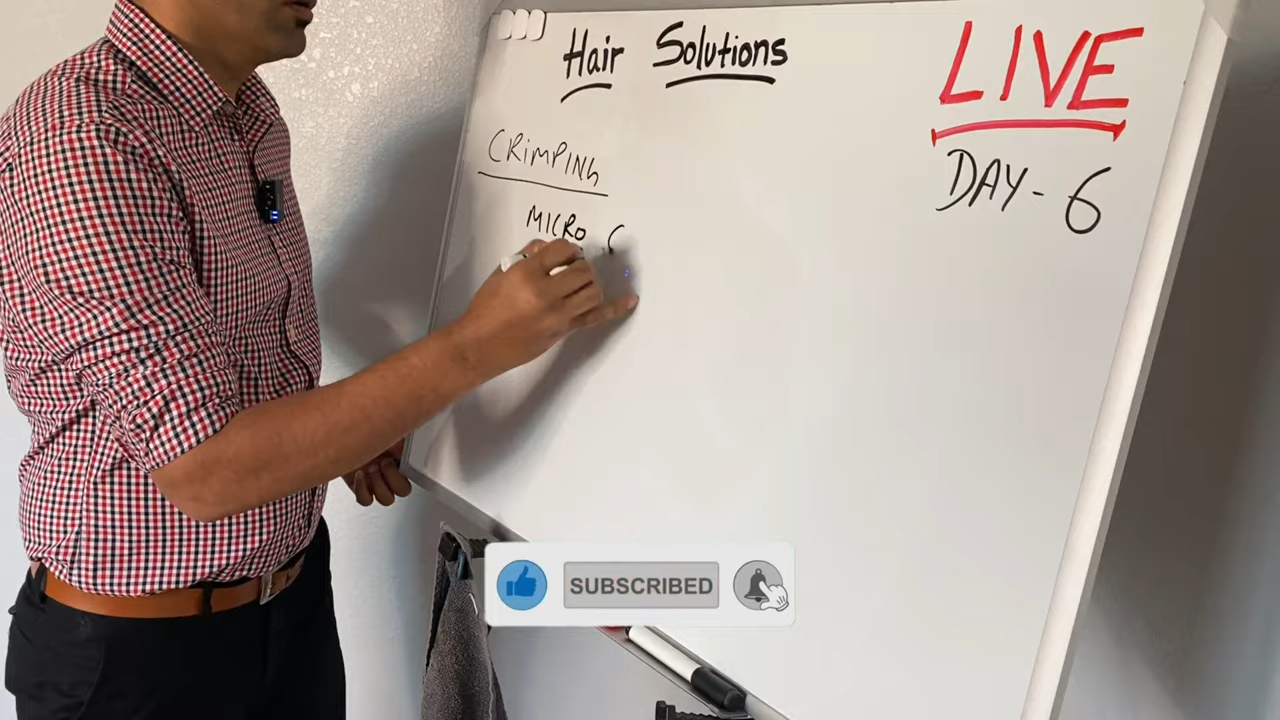 Hair Solutions
LIVE
DAY - 6
CRIMPING
MICRO C
SUBSCRIBED